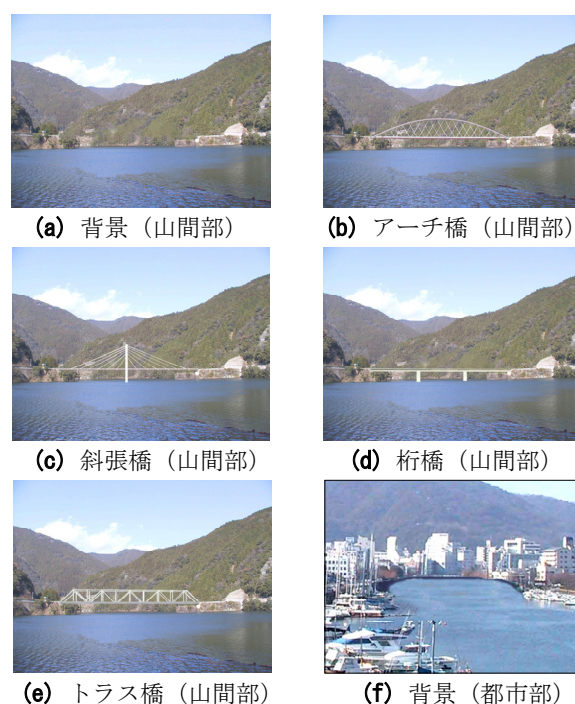 (a) 背景（山間部）
(b) アーチ橋（山間部）
(c) 斜張橋（山間部）
(d) 桁橋（山間部）
(e) トラス橋（山間部）
(f) 背景（都市部）